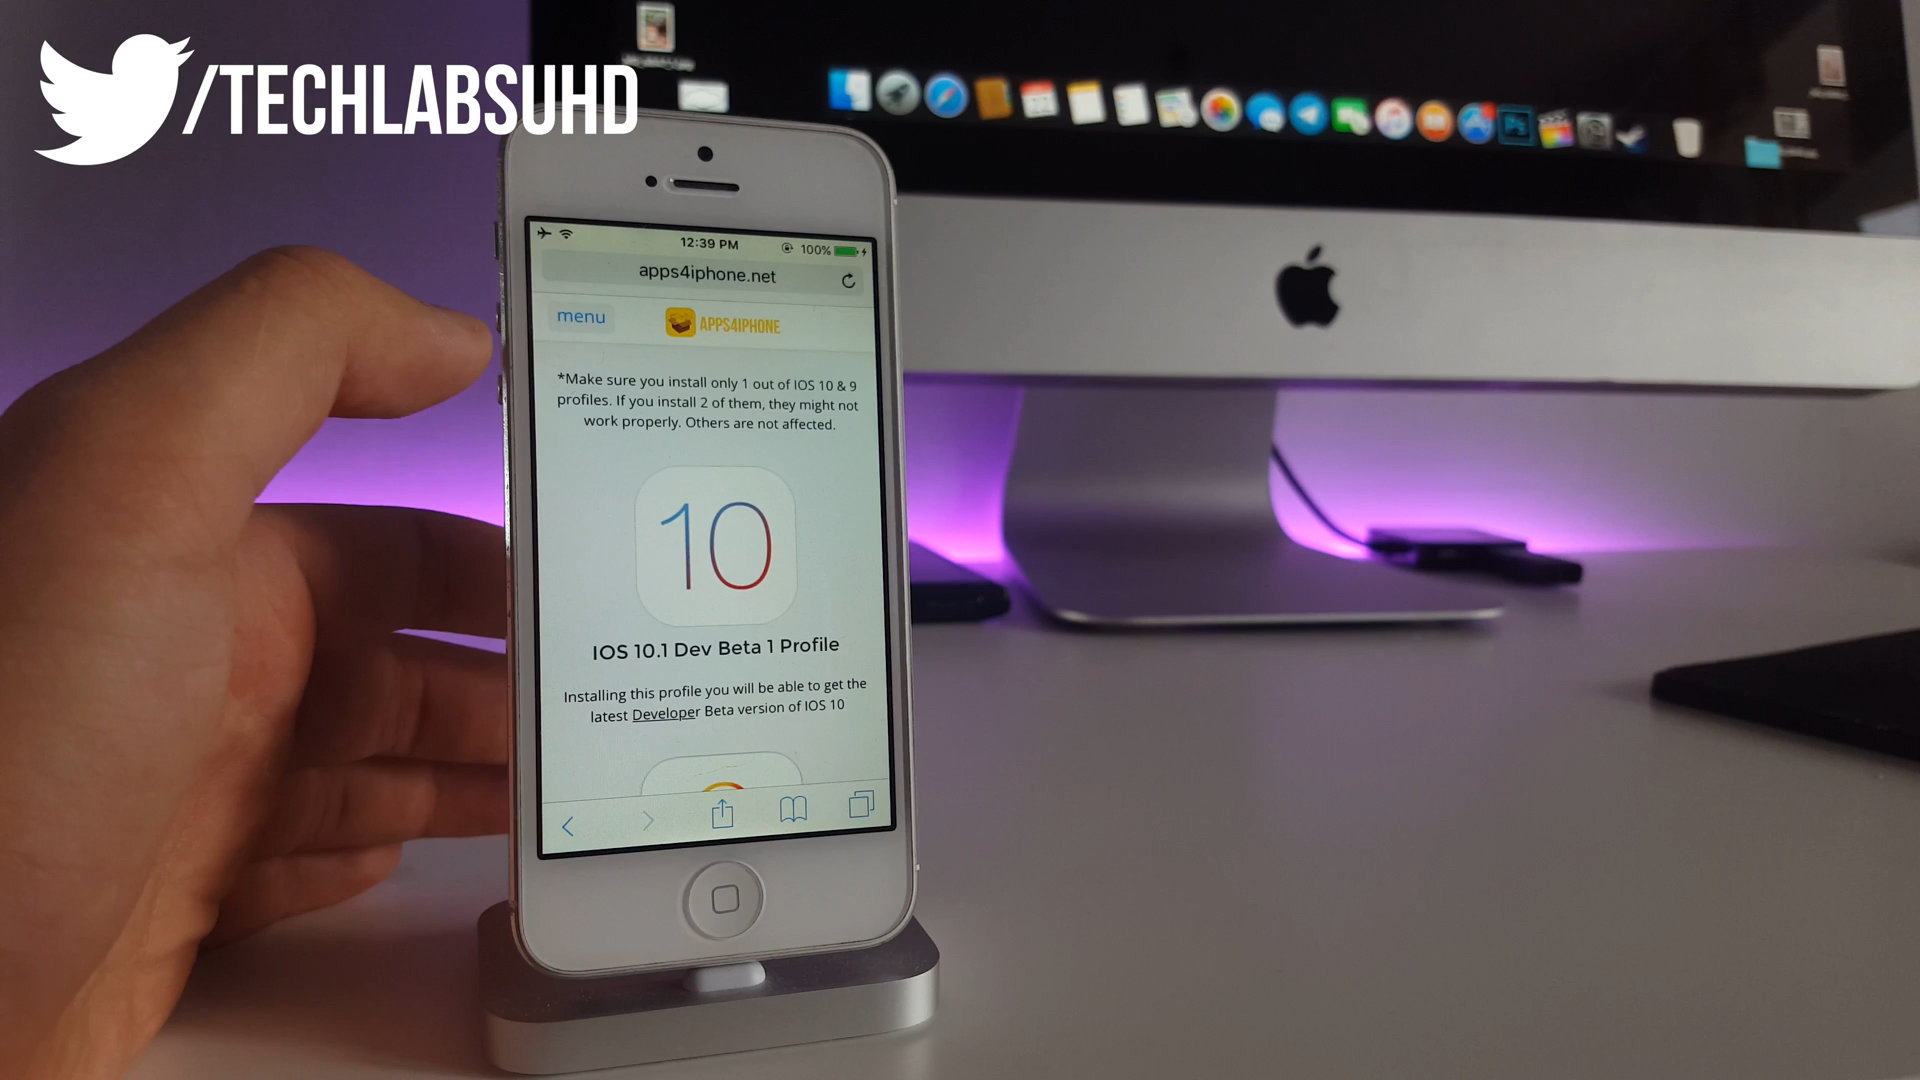 /TECHLABSUHD
12:39 PM
100%
apps4iphone.net
menu
APPS4IPHONE
*Make sure you install only 1 out of IOS 10 & 9
profiles. If you install 2 of them, they might not
work properly. Others are not affected.
10
IOS 10.1 Dev Beta 1 Profile
Installing this profile you will be able to get the
latest Developer Beta version of IOS 10
Ps